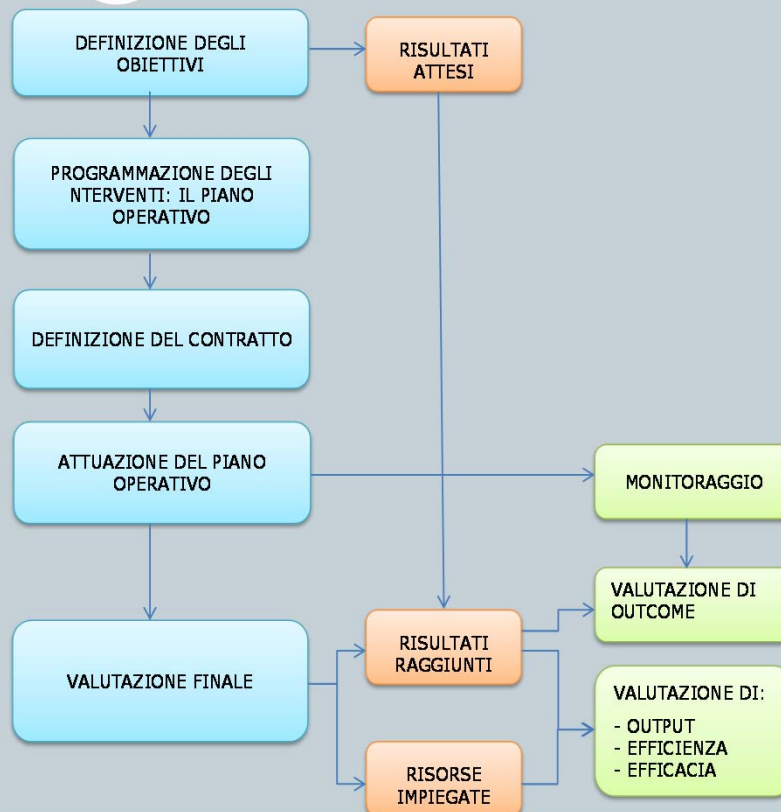 DEFINIZIONE DEGLI
OBIETTIVI
RISULTATI
ATTESI
PROGRAMMAZIONE DEGLI
NTERVENTI: IL PIANO
OPERATIVO
DEFINIZIONE DEL CONTRATTO
ATTUAZIONE DEL PIANO
OPERATIVO
MONITORAGGIO
VALUTAZIONE DI
OUTCOME
VALUTAZIONE FINALE
RISULTATI
RAGGIUNTI
VALUTAZIONE DI:
- OUTPUT
- EFFICIENZA
- EFFICACIA
RISORSE
IMPIEGATE